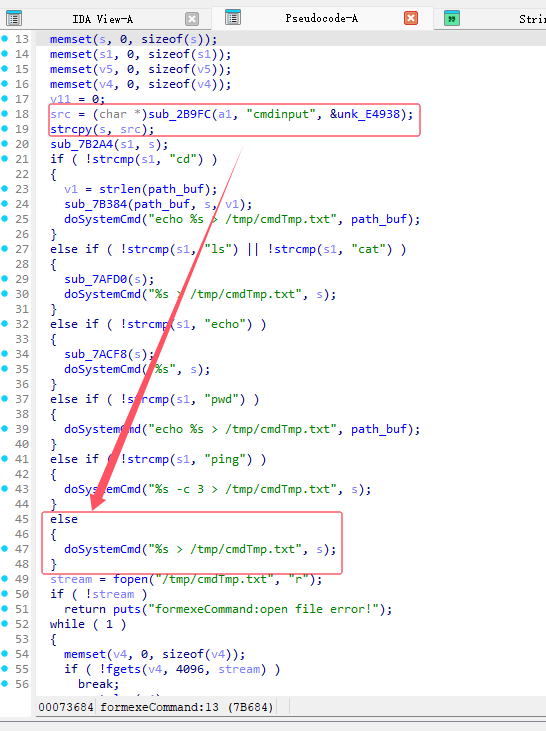 IDA View-A
Pseudocode-A
Strin
13 memset(s, 0, sizeof(s));
14 memset(s1, 0, sizeof(s1));
15 memset(v5, 0, sizeof(v5));
16 memset(v4, 0, sizeof(v4));
17 v11 = 0;
18 src = (char *)sub_2B9FC(a1, "cmdinput", &unk_E4938);
19 strcpy(s, src);
20 sub_7B2A4(s1, s);
21 if ( !strcmp(s1, "cd") )
22 {
23 v1 = strlen(path_buf);
24 sub_7B384(path_buf, s, v1);
25 doSystemCmd("echo %s > /tmp/cmdTmp.txt", path_buf);
26 }
27 else if ( !strcmp(s1, "ls") || !strcmp(s1, "cat") )
28 {
29 sub_7AFD0(s);
30 doSystemCmd("%s > /tmp/cmdTmp.txt", s);
31 }
32 else if ( !strcmp(s1, "echo") )
33 {
34 sub_7ACF8(s);
35 doSystemCmd("%s", s);
36 }
37 else if ( !strcmp(s1, "pwd") )
38 {
39 doSystemCmd("echo %s > /tmp/cmdTmp.txt", path_buf);
40 }
41 else if ( !strcmp(s1, "ping") )
42 {
43 doSystemCmd("%s -c 3 > /tmp/cmdTmp.txt", s);
44 }
45 else
46 {
47 doSystemCmd("%s > /tmp/cmdTmp.txt", s);
48 }
49 stream = fopen("/tmp/cmdTmp.txt", "r");
50 if ( !stream )
51 return puts("formexeCommand:open file error!");
52 while ( 1 )
53 {
54 memset(v4, 0, sizeof(v4));
55 if ( !fgets(v4, 4096, stream) )
56 break;
00073684 formexeCommand:13 (7B684)